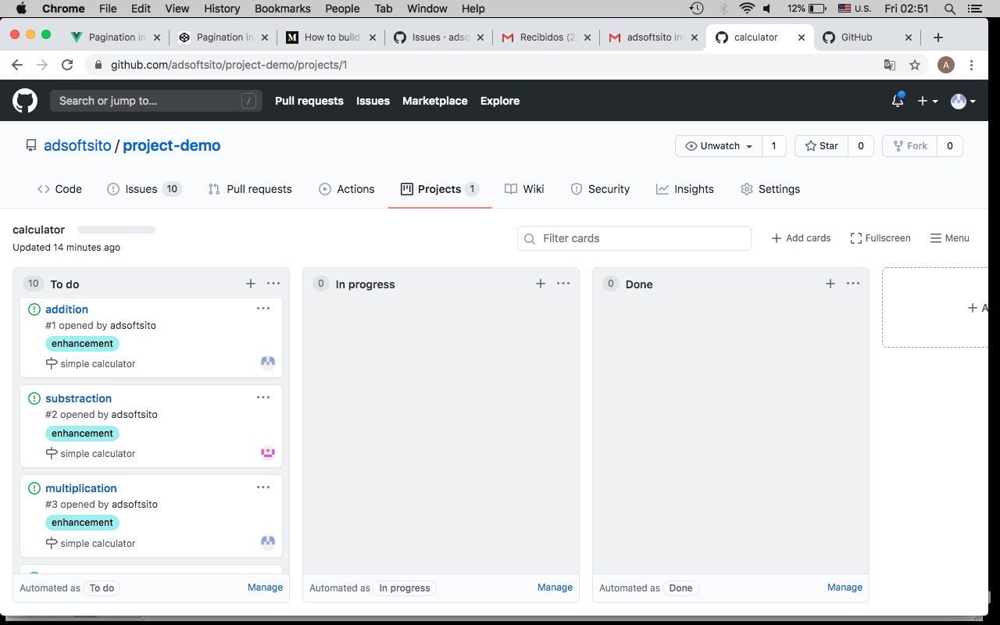 Chrome File Edit View History Bookmarks People Tab Window Help 12% U.S. Fri 02:51
Pagination in Pagination in How to build Issues · adso Recibidos (2 adsoftsito inv calculator GitHub
github.com/adsoftsito/project-demo/projects/1 A
Search or jump to... / Pull requests Issues Marketplace Explore
adsoftsito / project-demo Unwatch 1 Star 0 Fork 0
Code Issues 10 Pull requests Actions Projects 1 Wiki Security Insights Settings
calculator
Updated 14 minutes ago
Filter cards Add cards Fullscreen Menu
10 To do
addition
#1 opened by adsoftsito
enhancement
simple calculator
substraction
#2 opened by adsoftsito
enhancement
simple calculator
multiplication
#3 opened by adsoftsito
enhancement
simple calculator
Automated as To do Manage
0 In progress
Automated as In progress Manage
0 Done
Automated as Done Manage